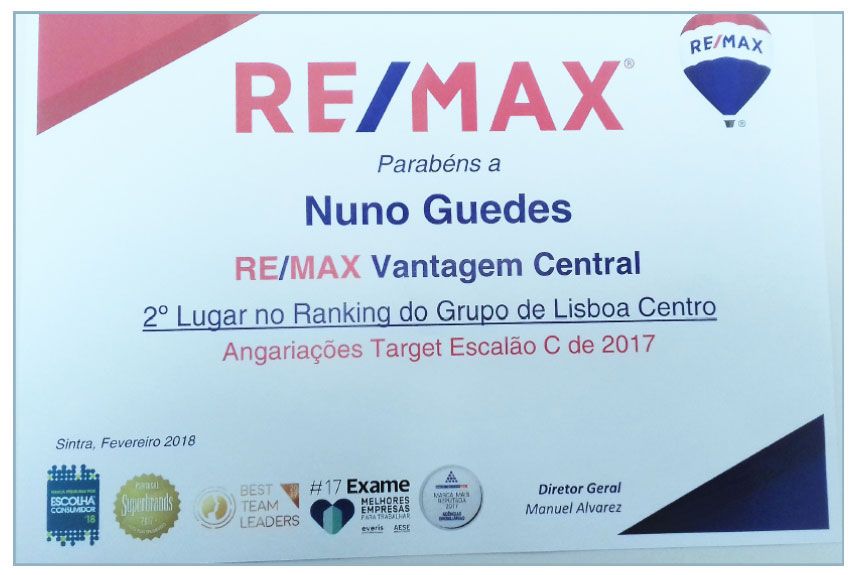 RE/MAX®
RE/MAX
®
Parabéns a
Nuno Guedes
RE/MAX Vantagem Central
2º Lugar no Ranking do Grupo de Lisboa Centro
Angariações Target Escalão C de 2017
Sintra, Fevereiro 2018
ESCOLHA
CONSUMIDOR
'18
Superbrands
2017
BEST
TEAM
LEADERS
#17 Exame
MELHORES
EMPRESAS
PARA TRABALHAR
everis AESE
MARCA MAIS
REPUTADA
2017
Diretor Geral
Manuel Alvarez